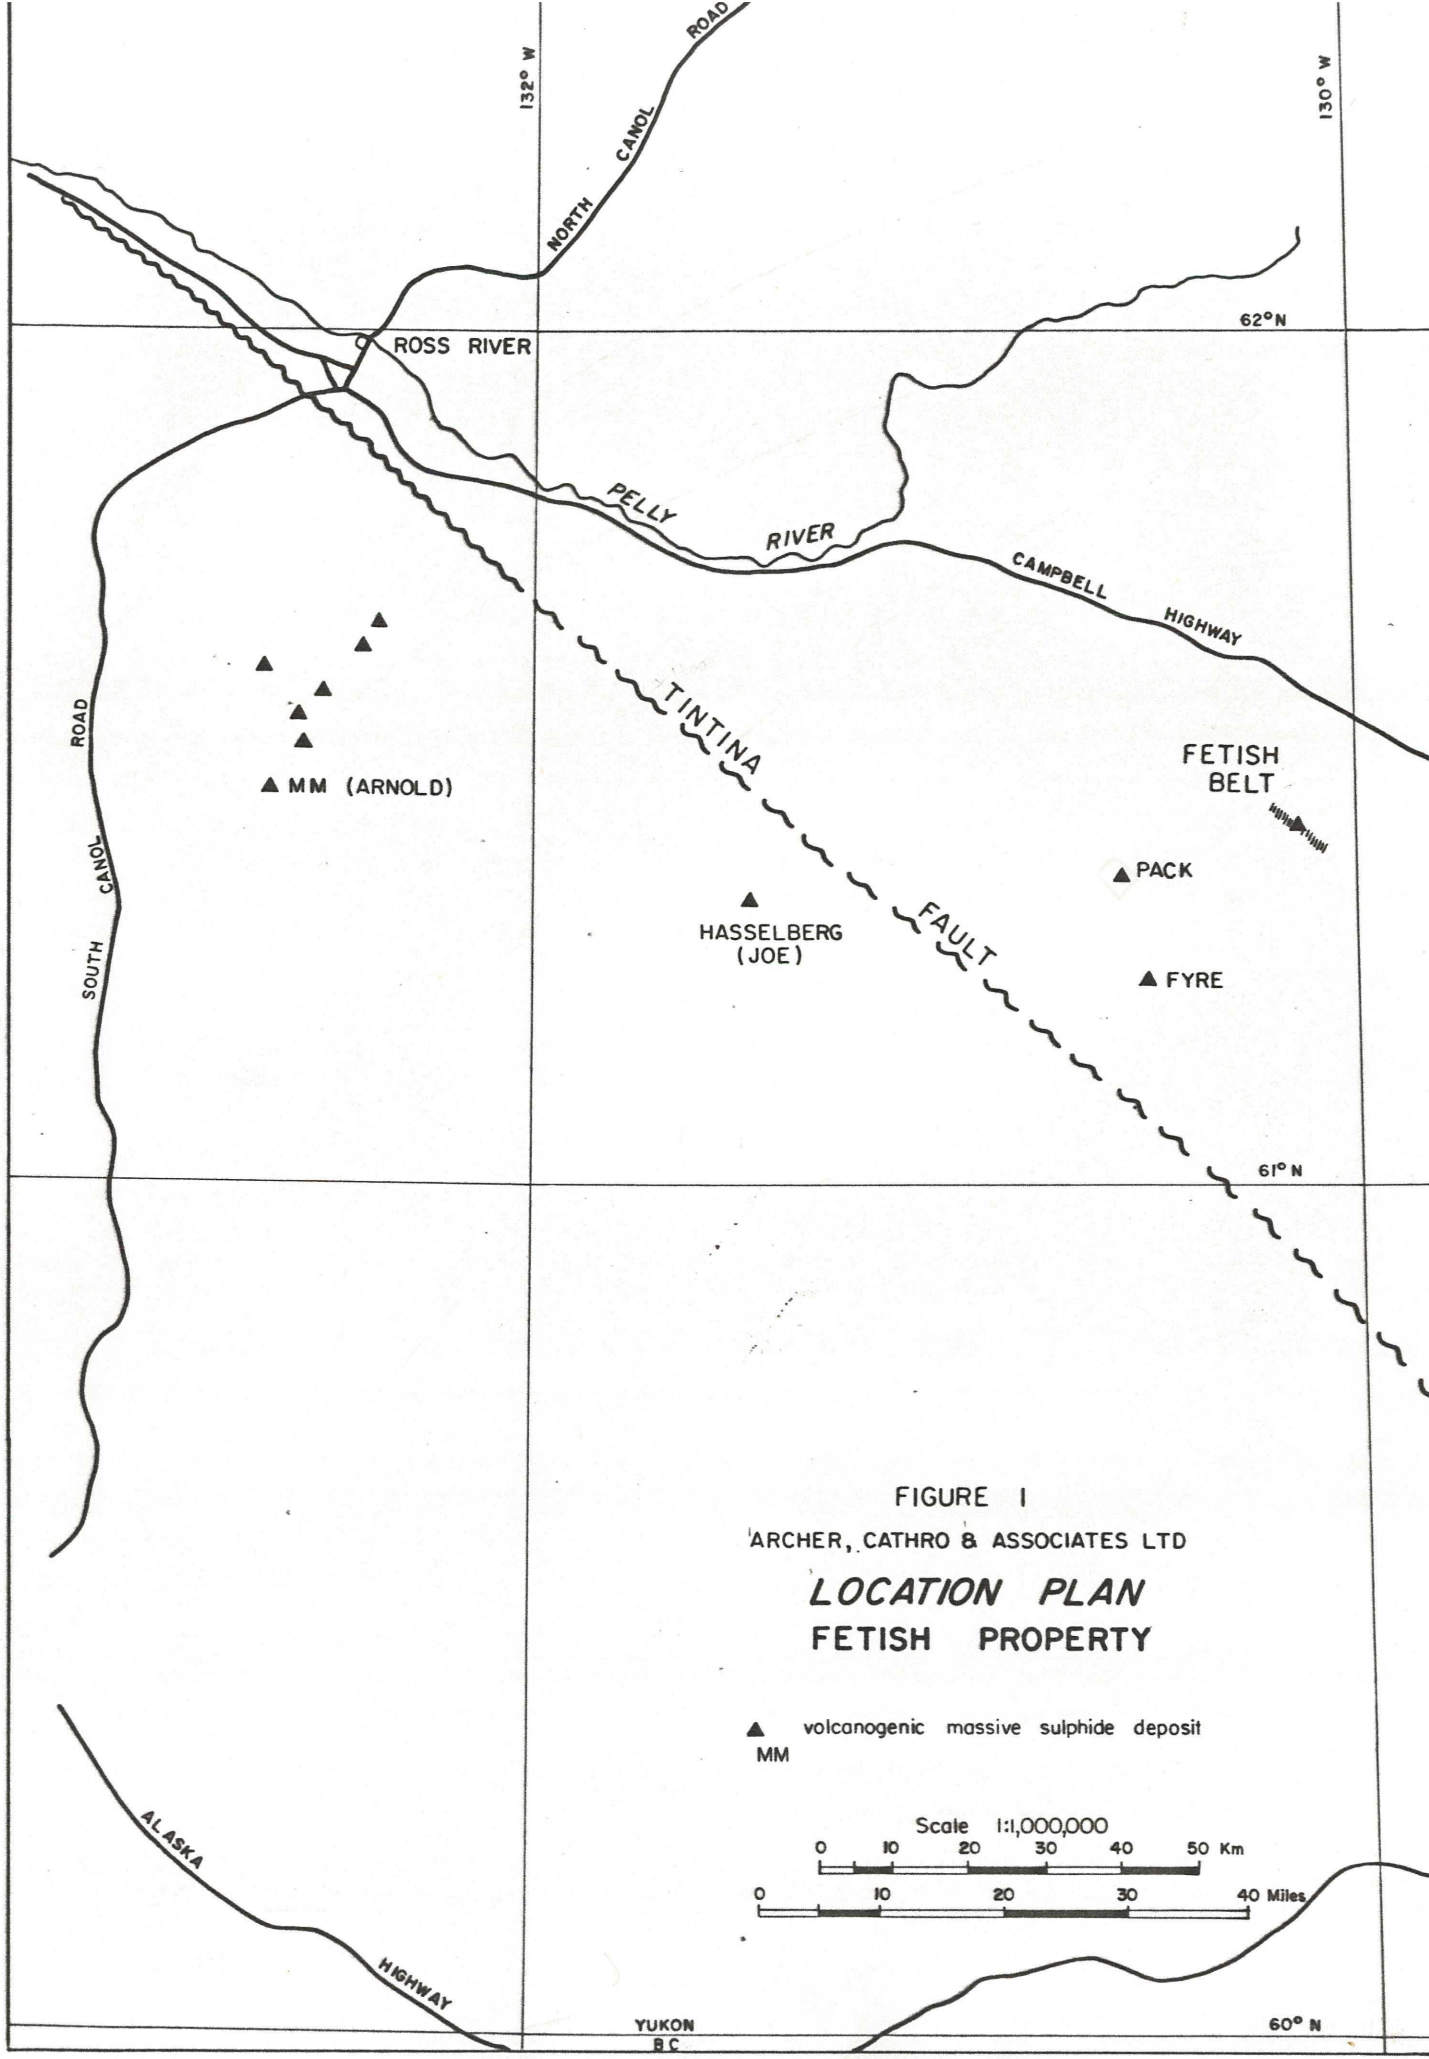 ROAD
132° W
130° W
CANOL
NORTH
62°N
ROSS RIVER
PELLY
RIVER
CAMPBELL
HIGHWAY
TINTINA
ROAD
FETISH
BELT
MM (ARNOLD)
CANOL
PACK
HASSELBERG
(JOE)
FAULT
SOUTH
FYRE
61° N
FIGURE 1
ARCHER, CATHRO & ASSOCIATES LTD
LOCATION PLAN
FETISH PROPERTY
volcanogenic massive sulphide deposit
MM
Scale 1:1,000,000
0 10 20 30 40 50 Km
0 10 20 30 40 Miles
ALASKA
HIGHWAY
YUKON
B C
60° N